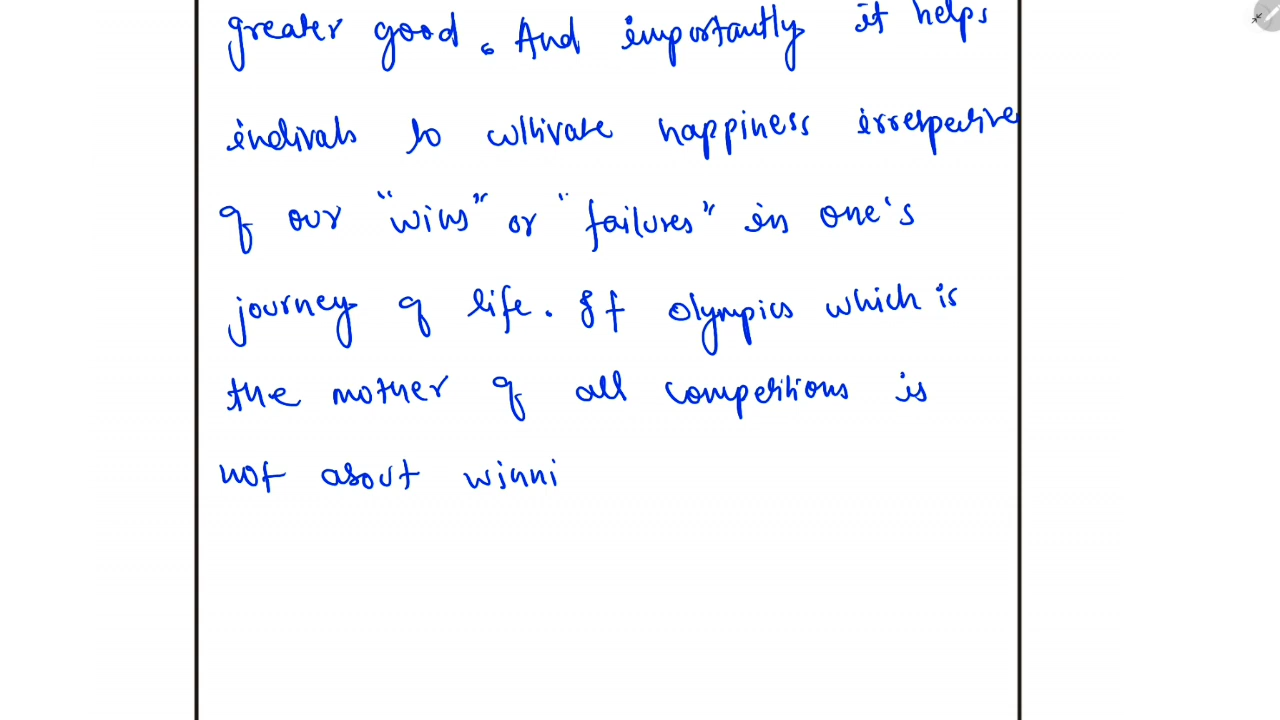 greater good. And importantly it helps
indivals to cultivate happiness irrespective
of our "wins" or "failures" in one's
journey of life. If olympics which is
the mother of all competitions is
not about winni